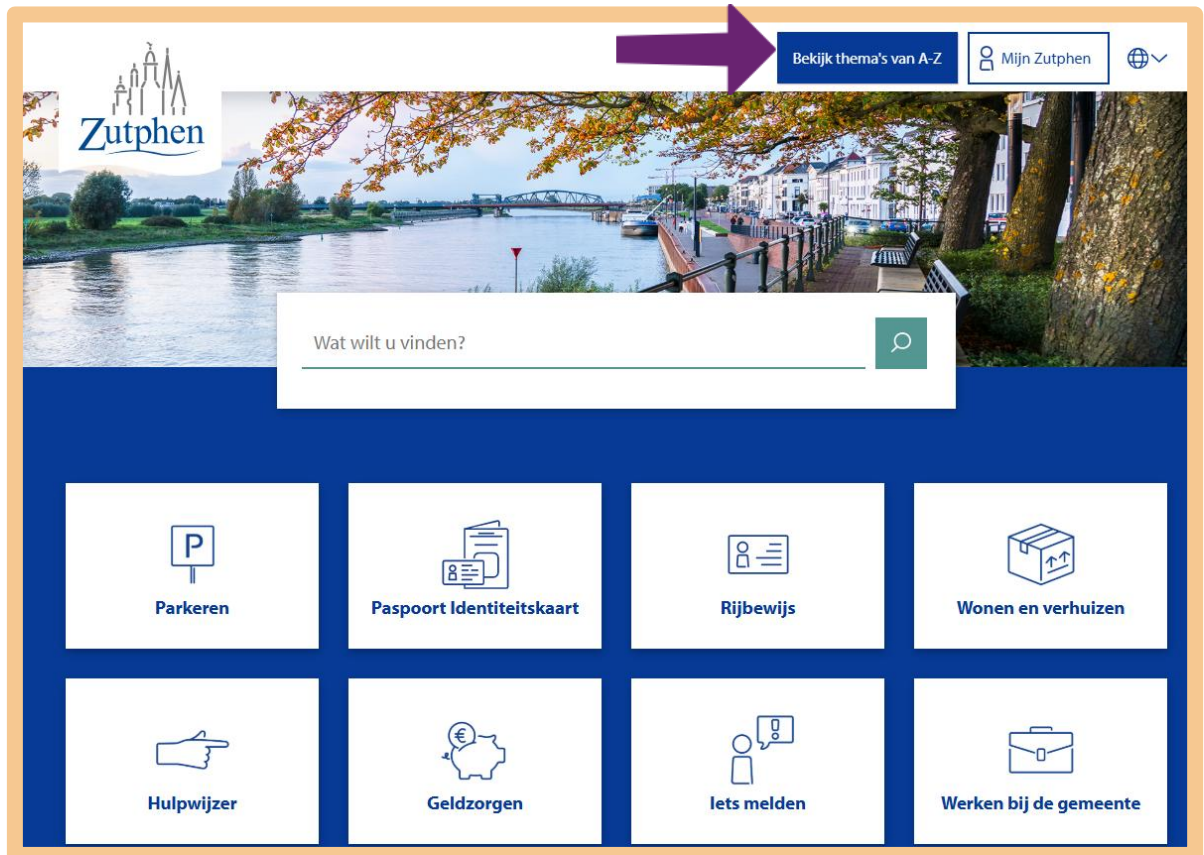 Zutphen
Bekijk thema's van A-Z
Mijn Zutphen
Wat wilt u vinden?
P
Parkeren
Paspoort Identiteitskaart
Rijbewijs
Wonen en verhuizen
€
!
Hulpwijzer
Geldzorgen
Iets melden
Werken bij de gemeente